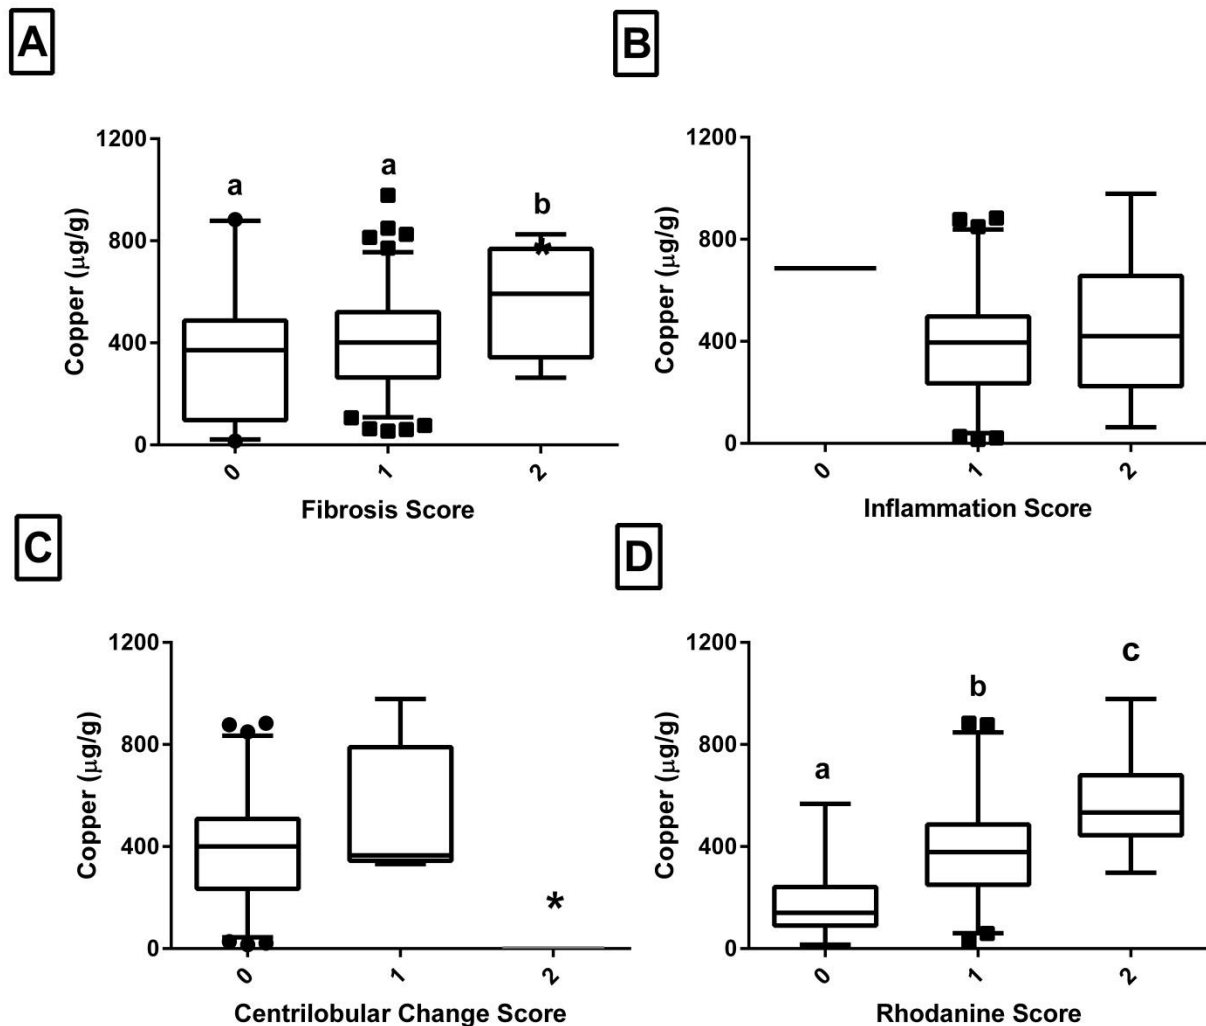 A
1200
800
400
0
Copper (μg/g)
a
a
b
*
0
1
2
Fibrosis Score
B
1200
800
400
0
Copper (μg/g)
0
1
2
Inflammation Score
C
1200
800
400
0
Copper (μg/g)
*
0
1
2
Centrilobular Change Score
D
1200
800
400
0
Copper (μg/g)
a
b
c
0
1
2
Rhodanine Score